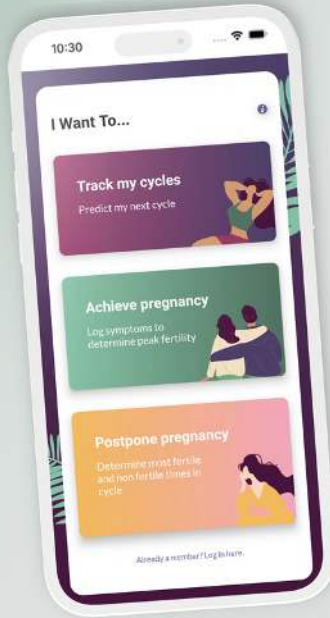 10:30
I Want To...
Track my cycles
Predict my next cycle
Achieve pregnancy
Log symptoms to
determine peak fertility
Postpone pregnancy
Determine most fertile
and non fertile times in
cycle
Already a member? Log in here.